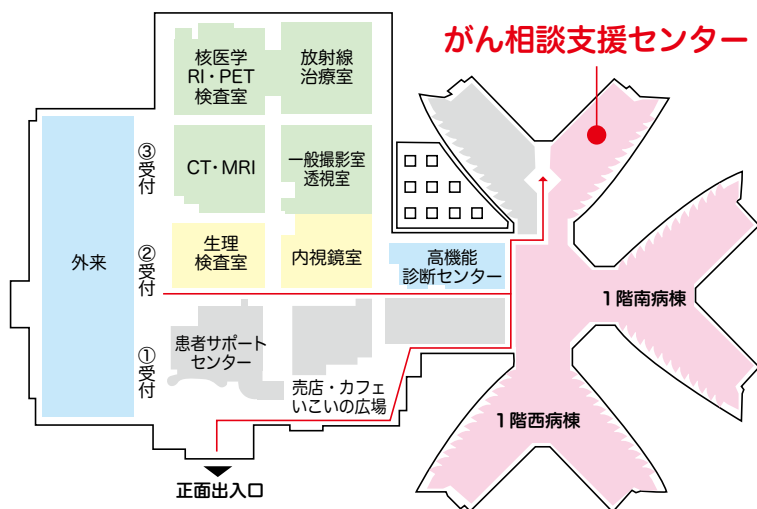 がん相談支援センター
核医学
RI・PET
検査室
放射線
治療室
③受付
CT・MRI
一般撮影室
透視室
外来
②受付
生理
検査室
内視鏡室
高機能
診断センター
1階南病棟
①受付
患者サポート
センター
売店・カフェ
いこいの広場
1階西病棟
正面出入口